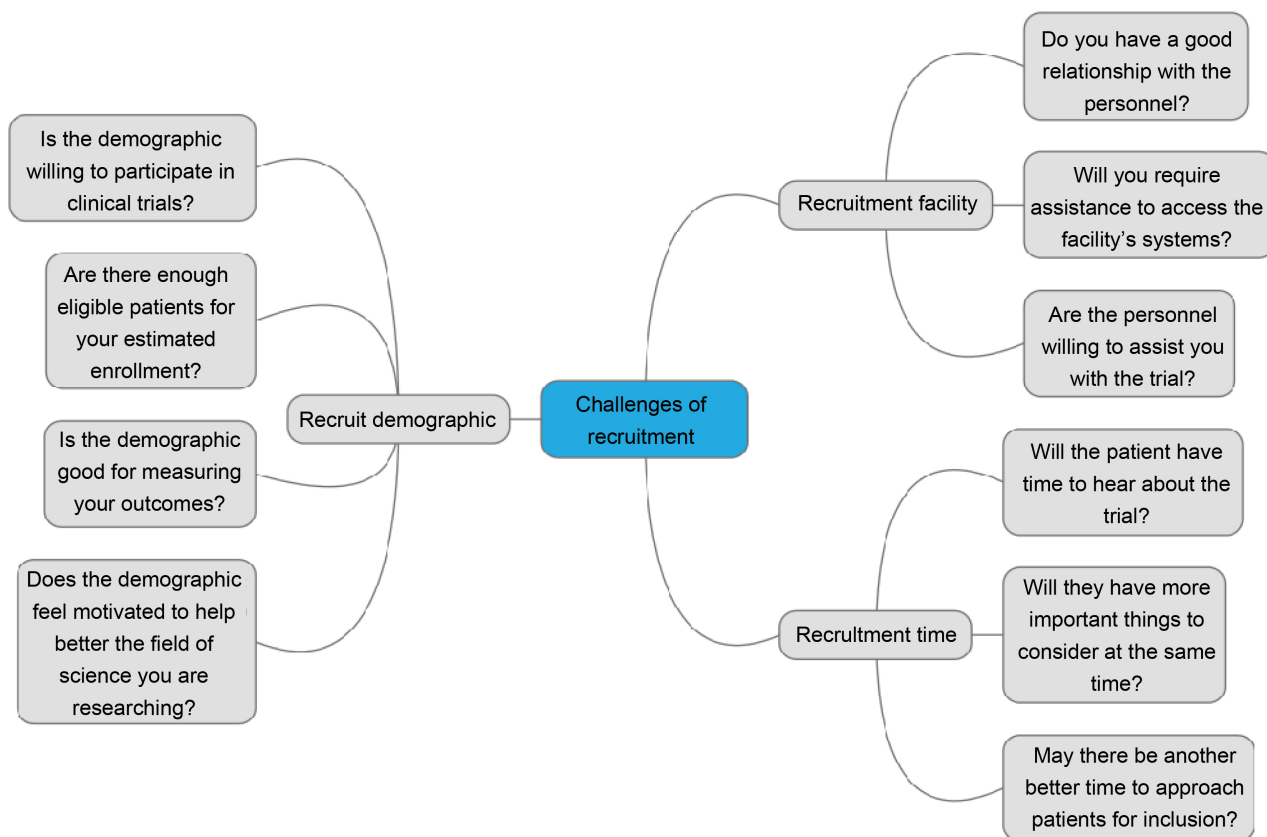 Challenges of
recruitment
Recruit demographic
Is the demographic
willing to participate in
clinical trials?
Are there enough
eligible patients for
your estimated
enrollment?
Is the demographic
good for measuring
your outcomes?
Does the demographic
feel motivated to help
better the field of
science you are
researching?
Recruitment facility
Do you have a good
relationship with the
personnel?
Will you require
assistance to access the
facility’s systems?
Are the personnel
willing to assist you
with the trial?
Recrultment time
Will the patient have
time to hear about the
trial?
Will they have more
important things to
consider at the same
time?
May there be another
better time to approach
patients for inclusion?